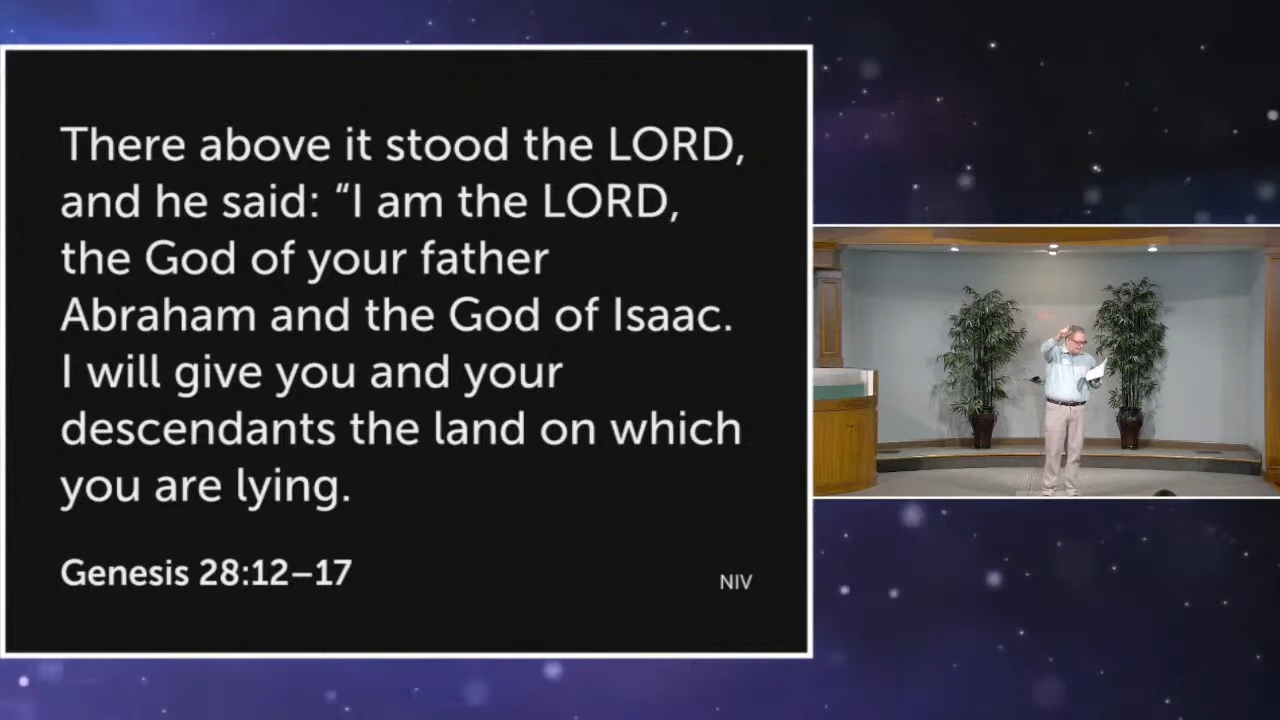 There above it stood the LORD,
and he said: “I am the LORD,
the God of your father
Abraham and the God of Isaac.
I will give you and your
descendants the land on which
you are lying.
Genesis 28:12–17
NIV